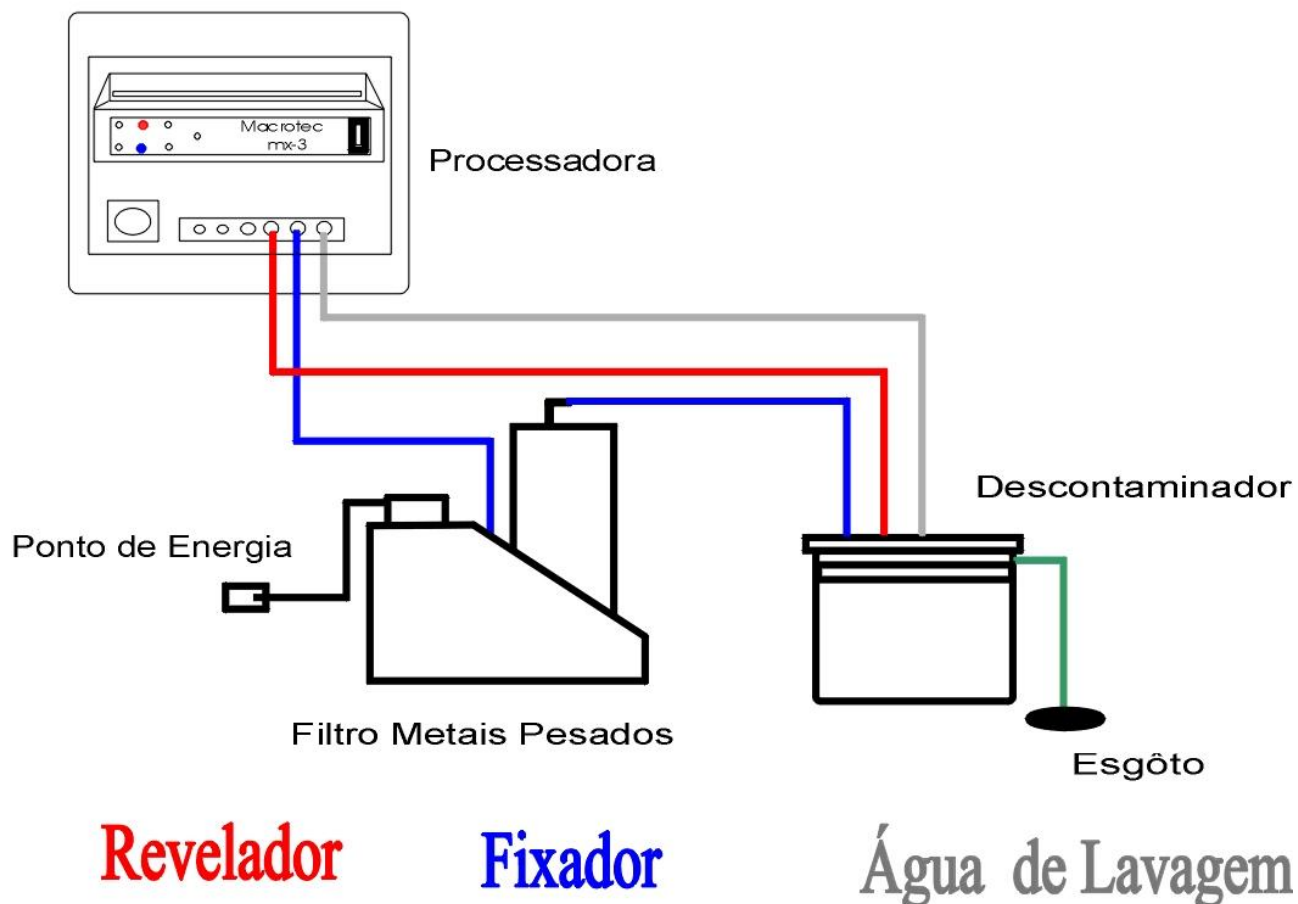 Macrotec
mx-3
Processadora
Descontaminador
Ponto de Energia
Filtro Metais Pesados
Esgôto
Revelador
Fixador
Água de Lavagem